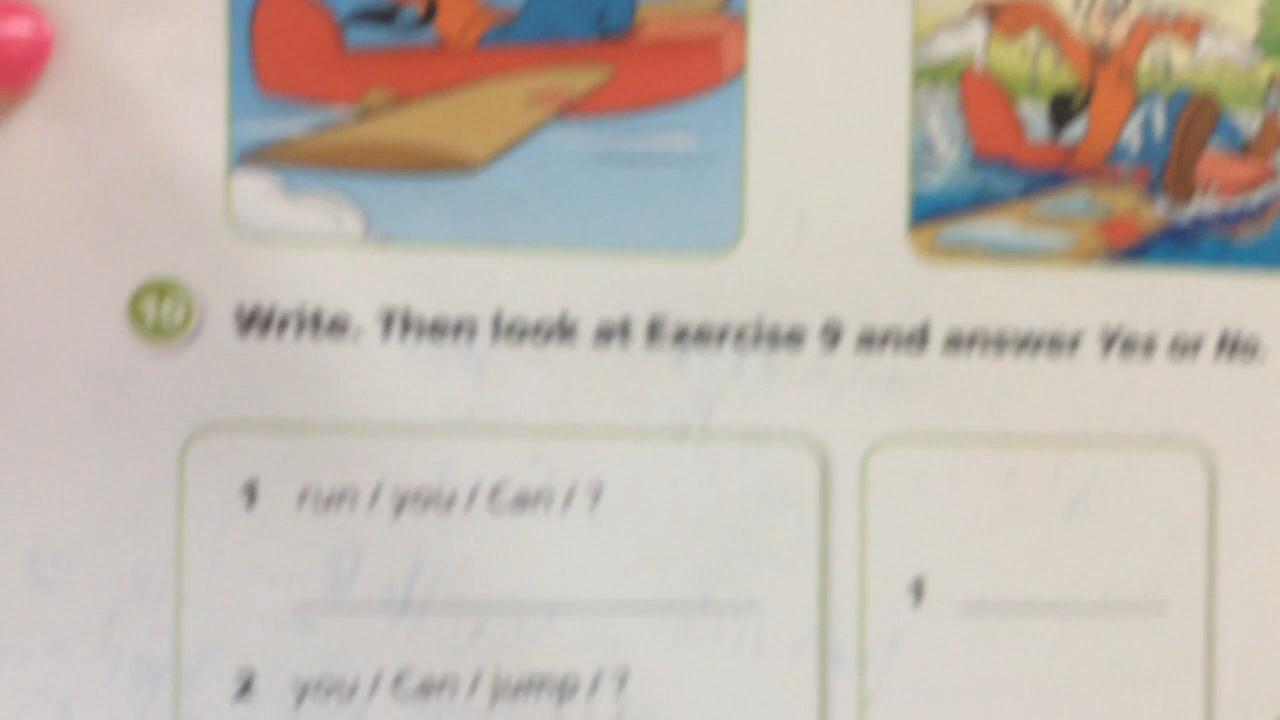 10 Write. Then look at Exercise 9 and answer Yes or No.
1 run / you / Can / ?
1
2 you / Can / jump / ?